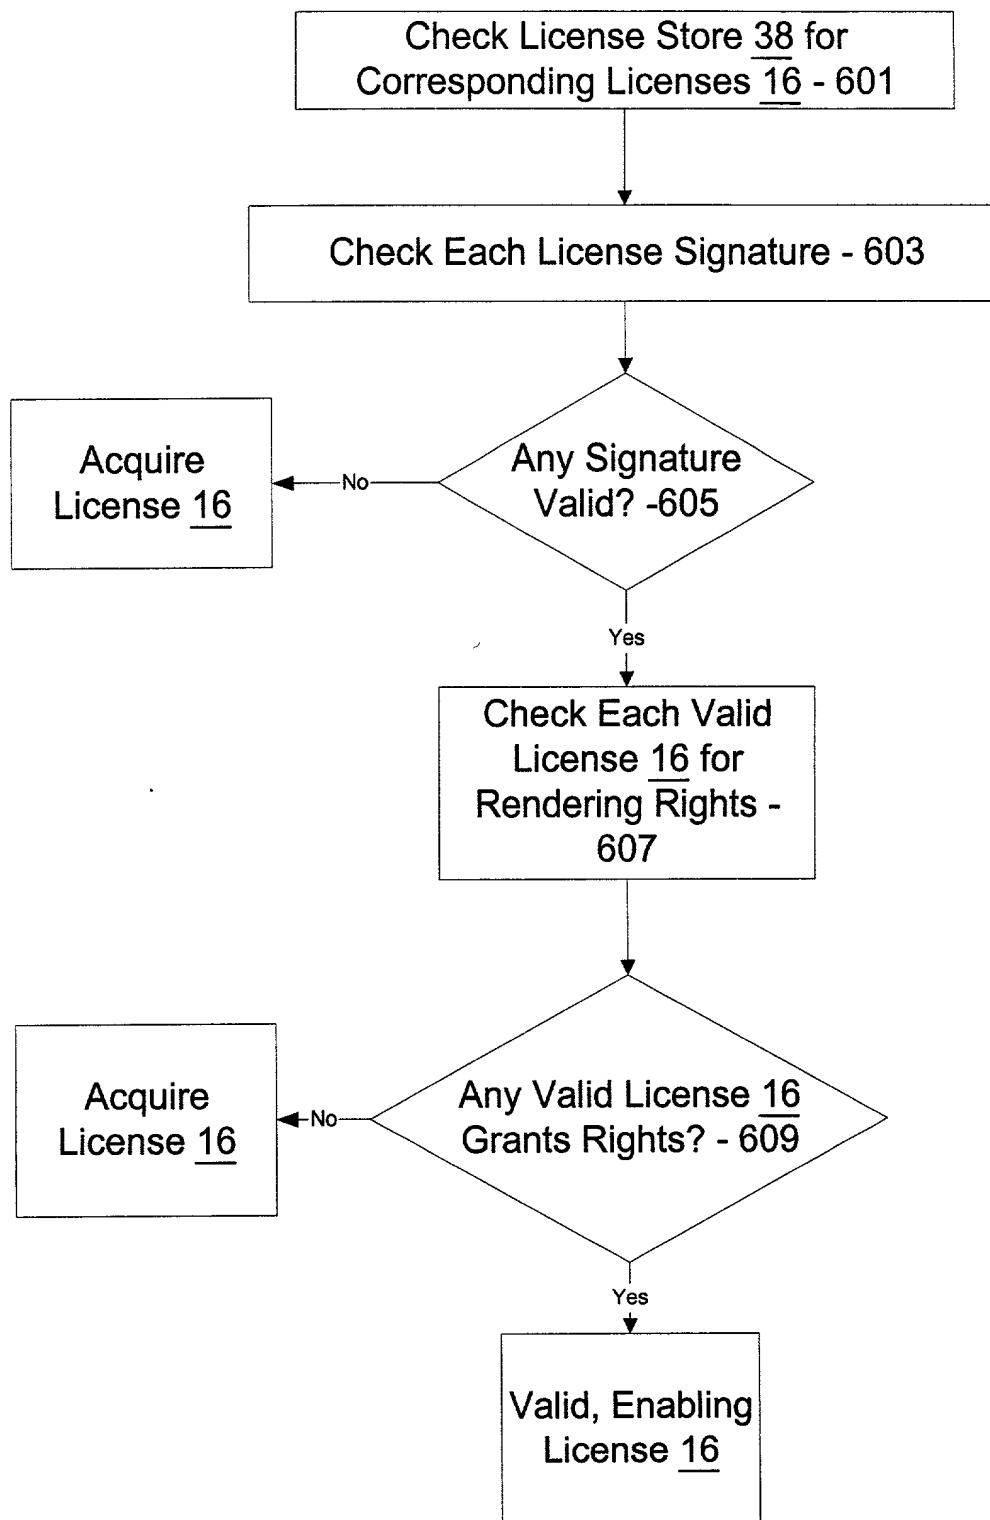 Check License Store 38 for
Corresponding Licenses 16 - 601
Check Each License Signature - 603
Any Signature
Valid? -605
No
Acquire
License 16
Yes
Check Each Valid
License 16 for
Rendering Rights -
607
Any Valid License 16
Grants Rights? - 609
No
Acquire
License 16
Yes
Valid, Enabling
License 16